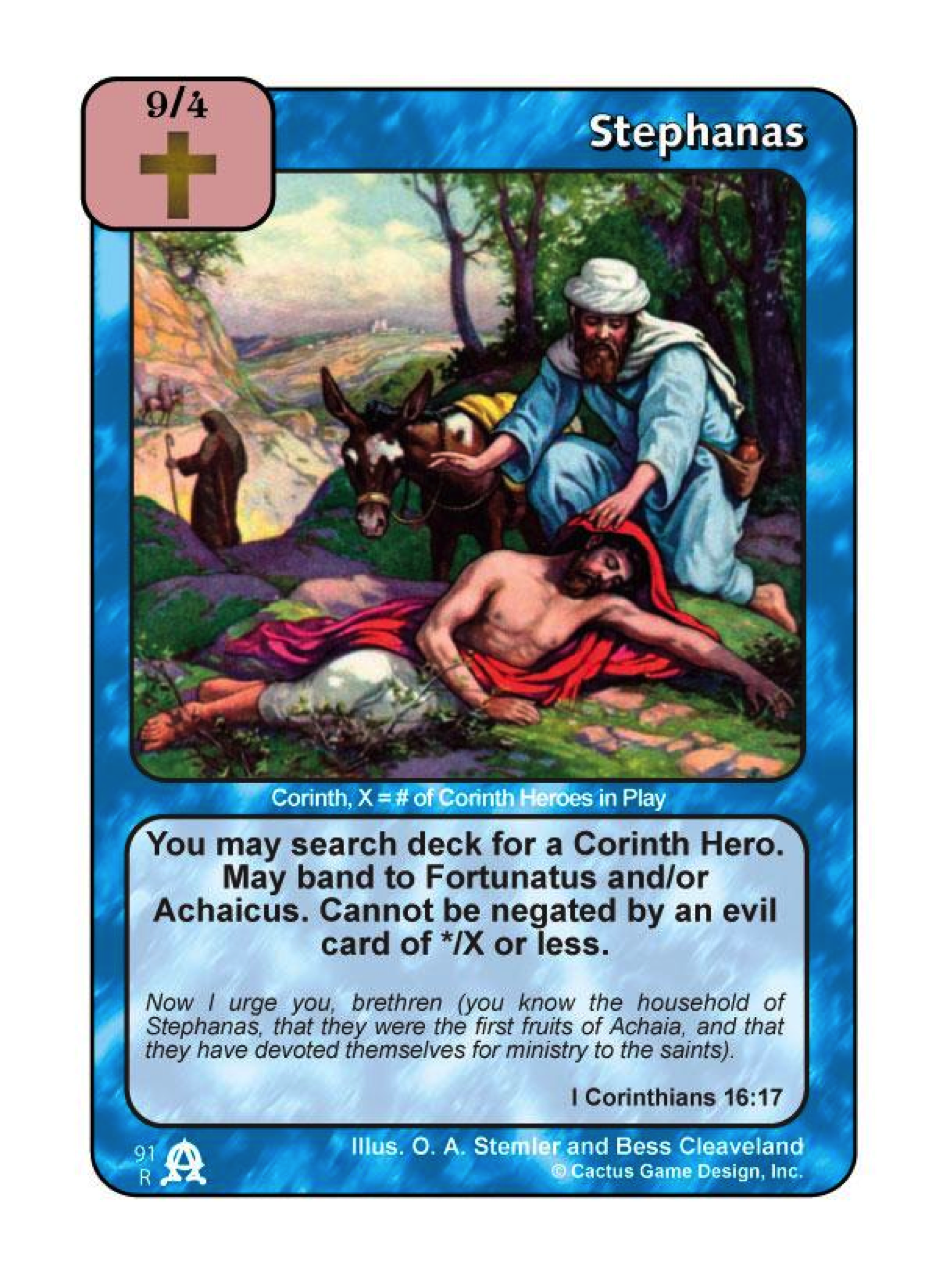 9/4
Stephanas
Corinth, X = # of Corinth Heroes in Play
You may search deck for a Corinth Hero.
May band to Fortunatus and/or
Achaicus. Cannot be negated by an evil
card of */X or less.
Now I urge you, brethren (you know the household of
Stephanas, that they were the first fruits of Achaia, and that
they have devoted themselves for ministry to the saints).
I Corinthians 16:17
91
R
Illus. O. A. Stemler and Bess Cleaveland
© Cactus Game Design, Inc.